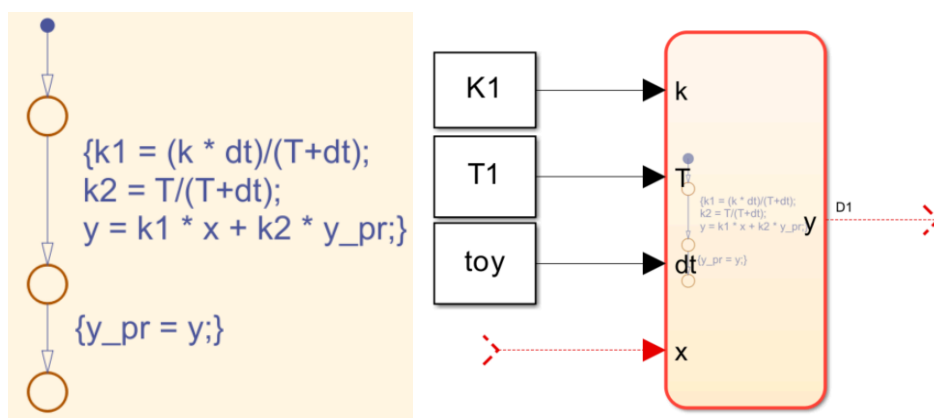 {k1 = (k * dt)/(T+dt);
k2 = T/(T+dt);
y = k1 * x + k2 * y_pr;}
{y_pr = y;}
K1
T1
toy
k
T
dt
x
{k1 = (k * dt)/(T+dt);
k2 = T/(T+dt);
y = k1 * x + k2 * y_pr;}
{y_pr = y;}
y
D1